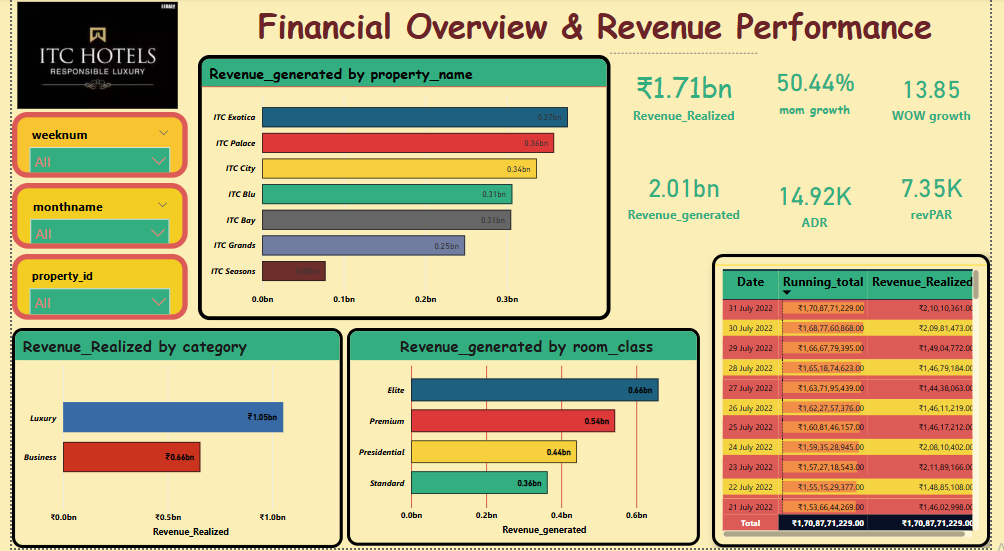 LEGACY
ITC HOTELS
RESPONSIBLE LUXURY
Financial Overview & Revenue Performance
weeknum
All
monthname
All
property_id
All
Revenue_generated by property_name
ITC Exotica 0.37bn
ITC Palace 0.36bn
ITC City 0.34bn
ITC Blu 0.31bn
ITC Bay 0.31bn
ITC Grands 0.25bn
ITC Seasons
0.0bn 0.1bn 0.2bn 0.3bn
₹1.71bn
Revenue_Realized
50.44%
mom growth
13.85
WOW growth
2.01bn
Revenue_generated
14.92K
ADR
7.35K
revPAR
Revenue_Realized by category
Luxury ₹1.05bn
Business ₹0.66bn
₹0.0bn ₹0.5bn ₹1.0bn
Revenue_Realized
Revenue_generated by room_class
Elite 0.66bn
Premium 0.54bn
Presidential 0.44bn
Standard 0.36bn
0.0bn 0.2bn 0.4bn 0.6bn
Revenue_generated
Date Running_total Revenue_Realized
31 July 2022 ₹1,70,87,71,229.00 ₹2,10,10,361.00
30 July 2022 ₹1,68,77,60,868.00 ₹2,09,81,473.00
29 July 2022 ₹1,66,67,79,395.00 ₹1,49,04,772.00
28 July 2022 ₹1,65,18,74,623.00 ₹1,46,79,184.00
27 July 2022 ₹1,63,71,95,439.00 ₹1,44,38,063.00
26 July 2022 ₹1,62,27,57,376.00 ₹1,46,11,219.00
25 July 2022 ₹1,60,81,46,157.00 ₹1,46,17,212.00
24 July 2022 ₹1,59,35,28,945.00 ₹2,08,10,402.00
23 July 2022 ₹1,57,27,18,543.00 ₹2,11,89,166.00
22 July 2022 ₹1,55,15,29,377.00 ₹1,48,85,108.00
21 July 2022 ₹1,53,66,44,269.00 ₹1,46,02,998.00
Total ₹1,70,87,71,229.00 ₹1,70,87,71,229.00